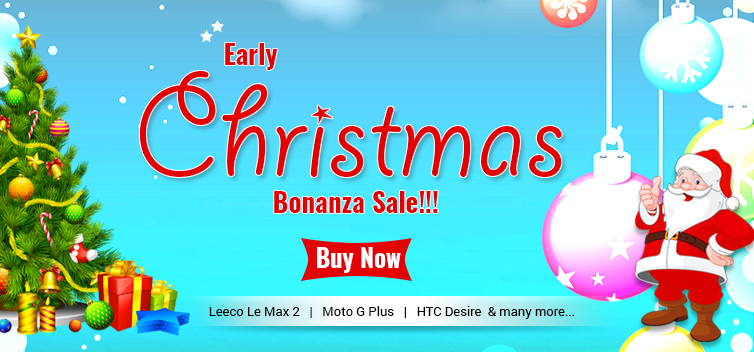 Early
Christmas
Bonanza Sale!!!
Buy Now
Leeco Le Max 2 | Moto G Plus | HTC Desire & many more...